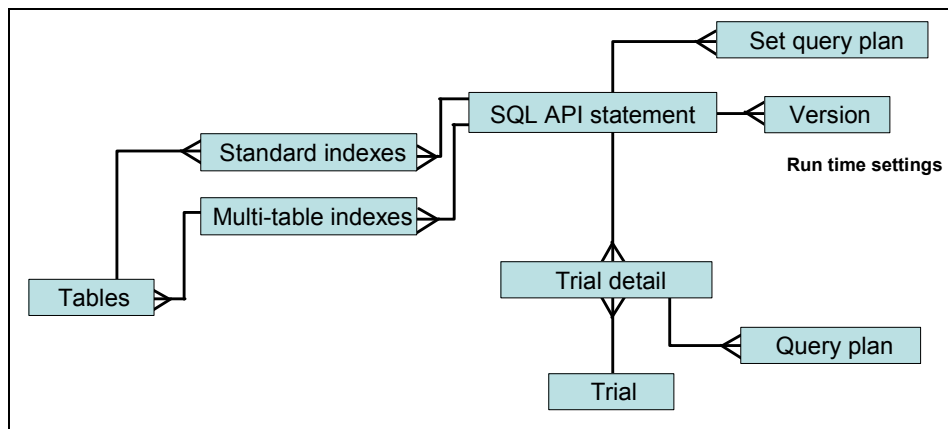 Set query plan
SQL API statement
Version
Standard indexes
Run time settings
Multi-table indexes
Trial detail
Tables
Query plan
Trial